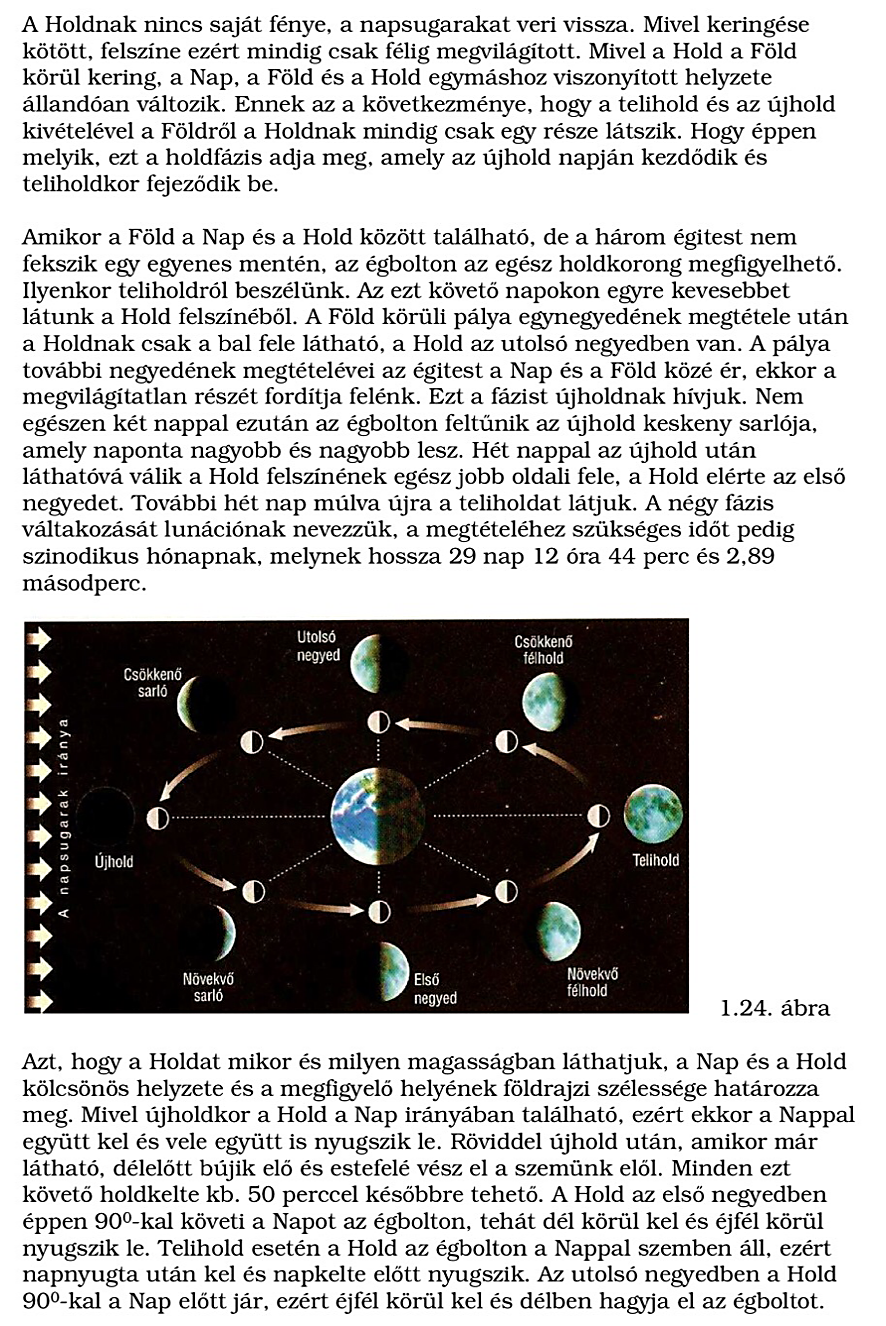 A Holdnak nincs saját fénye, a napsugarakat veri vissza. Mivel keringése
kötött, felszíne ezért mindig csak félig megvilágított. Mivel a Hold a Föld
körül kering, a Nap, a Föld és a Hold egymáshoz viszonyított helyzete
állandóan változik. Ennek az a következménye, hogy a telihold és az újhold
kivételével a Földről a Holdnak mindig csak egy része látszik. Hogy éppen
melyik, ezt a holdfázis adja meg, amely az újhold napján kezdődik és
teliholdkor fejeződik be.

Amikor a Föld a Nap és a Hold között található, de a három égitest nem
fekszik egy egyenes mentén, az égbolton az egész holdkorong megfigyelhető.
Ilyenkor teliholdról beszélünk. Az ezt követő napokon egyre kevesebbet
látunk a Hold felszínéből. A Föld körüli pálya egynegyedének megtétele után
a Holdnak csak a bal fele látható, a Hold az utolsó negyedben van. A pálya
további negyedének megtételévei az égitest a Nap és a Föld közé ér, ekkor a
megvilágítatlan részét fordítja felénk. Ezt a fázist újholdnak hívjuk. Nem
egészen két nappal ezután az égbolton feltűnik az újhold keskeny sarlója,
amely naponta nagyobb és nagyobb lesz. Hét nappal az újhold után
láthatóvá válik a Hold felszínének egész jobb oldali fele, a Hold elérte az első
negyedet. További hét nap múlva újra a teliholdat látjuk. A négy fázis
váltakozását lunációnak nevezzük, a megtételéhez szükséges időt pedig
szinodikus hónapnak, melynek hossza 29 nap 12 óra 44 perc és 2,89
másodperc.

A napsugarak iránya
Utolsó
negyed
Csökkenő
félhold
Csökkenő
sarló
Újhold
Telihold
Növekvő
sarló
Első
negyed
Növekvő
félhold
1.24. ábra

Azt, hogy a Holdat mikor és milyen magasságban láthatjuk, a Nap és a Hold
kölcsönös helyzete és a megfigyelő helyének földrajzi szélessége határozza
meg. Mivel újholdkor a Hold a Nap irányában található, ezért ekkor a Nappal
együtt kel és vele együtt is nyugszik le. Röviddel újhold után, amikor már
látható, délelőtt bújik elő és estefelé vész el a szemünk elől. Minden ezt
követő holdkelte kb. 50 perccel későbbre tehető. A Hold az első negyedben
éppen 90⁰-kal követi a Napot az égbolton, tehát dél körül kel és éjfél körül
nyugszik le. Telihold esetén a Hold az égbolton a Nappal szemben áll, ezért
napnyugta után kel és napkelte előtt nyugszik. Az utolsó negyedben a Hold
90⁰-kal a Nap előtt jár, ezért éjfél körül kel és délben hagyja el az égboltot.